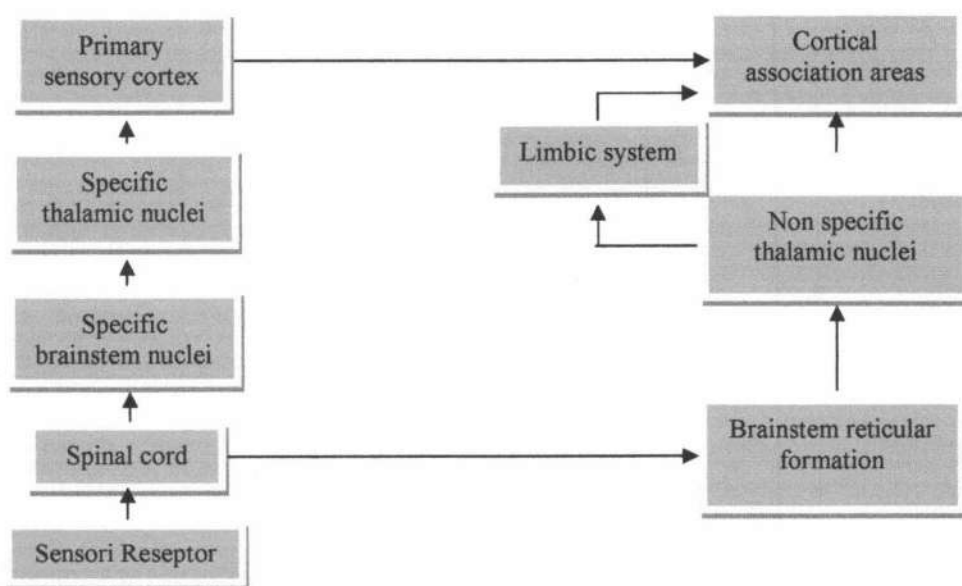 Primary
sensory cortex
Cortical
association areas
Limbic system
Specific
thalamic nuclei
Non specific
thalamic nuclei
Specific
brainstem nuclei
Brainstem reticular
formation
Spinal cord
Sensori Reseptor